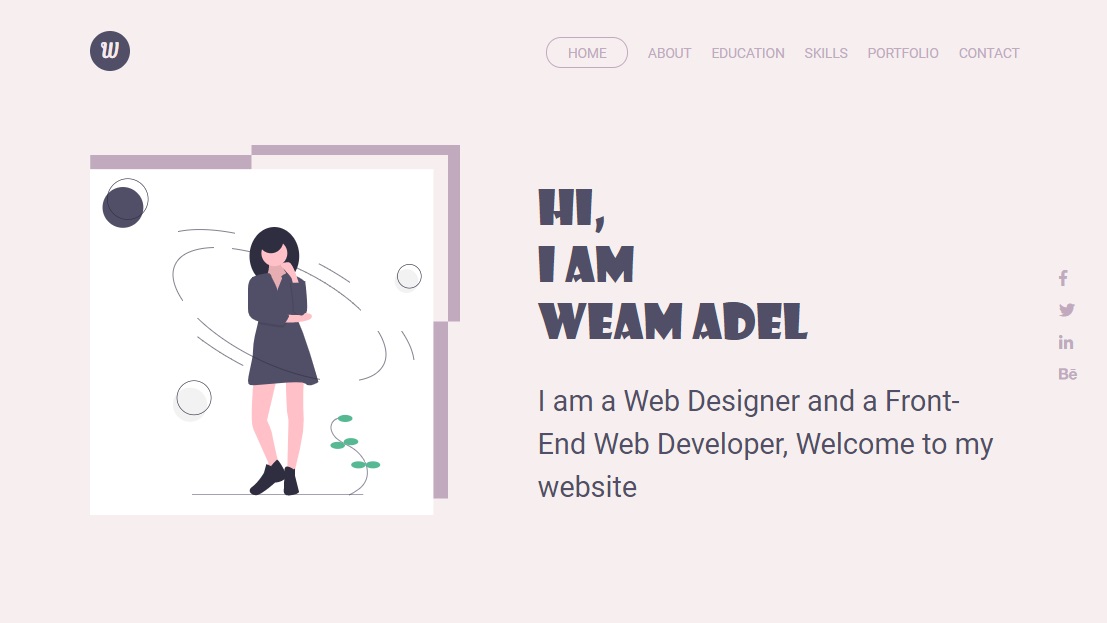 W
HOME ABOUT EDUCATION SKILLS PORTFOLIO CONTACT
HI,
I AM
WEAM ADEL
I am a Web Designer and a Front-
End Web Developer, Welcome to my
website
f
in
Bē